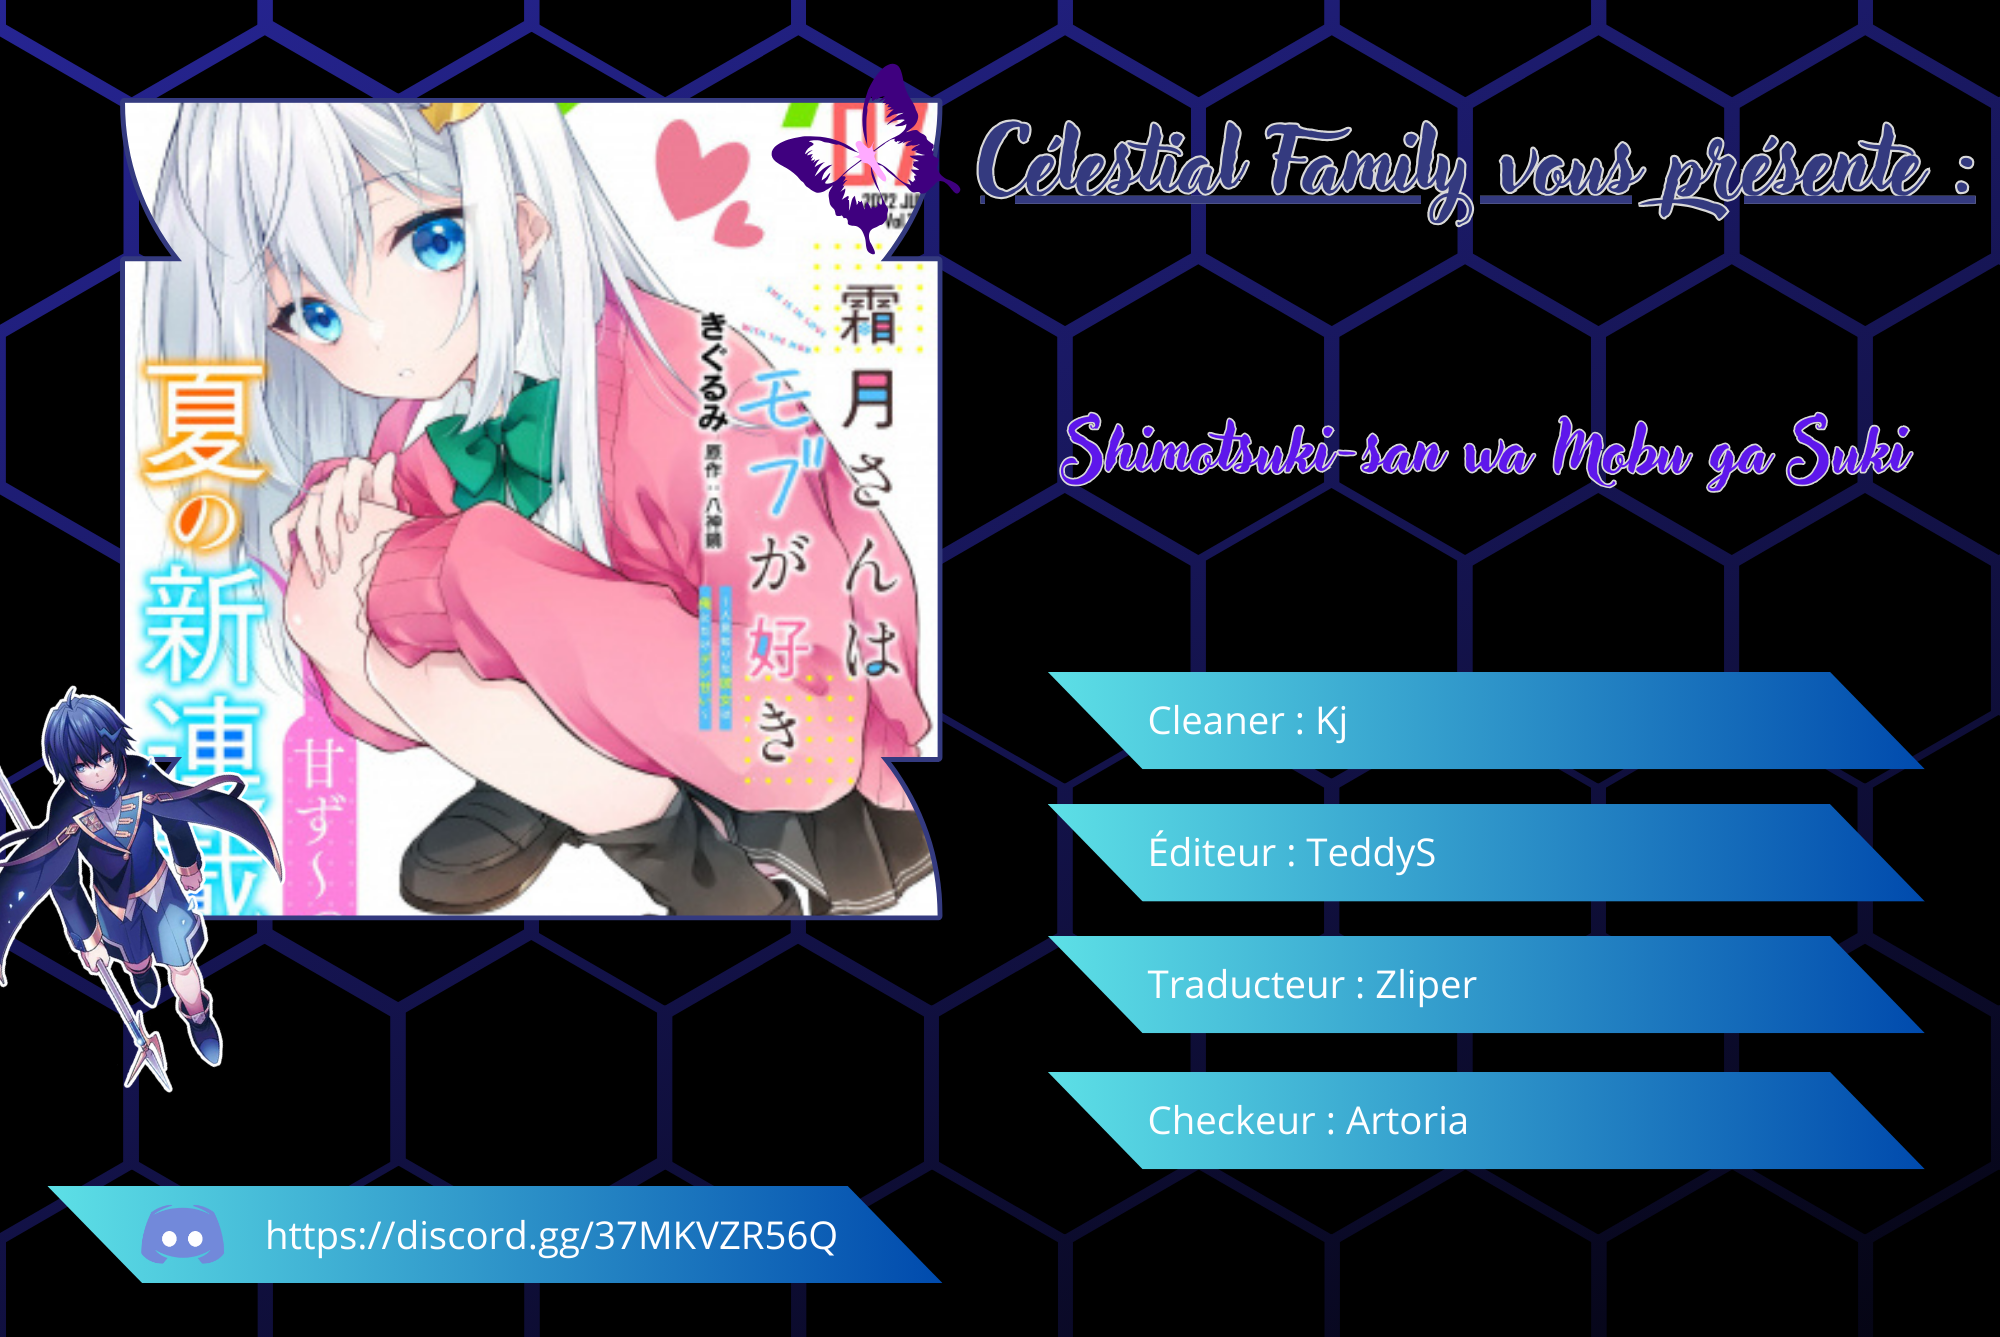 Célestial Family vous présente :
Shimotsuki-san wa Mobu ga Suki
霜月さんは
モブが好き
きぐるみ 原作::八神鏡
夏の新連載
甘ず〜
2022 JU
Cleaner : Kj
Éditeur : TeddyS
Traducteur : Zliper
Checkeur : Artoria
https://discord.gg/37MKVZR56Q